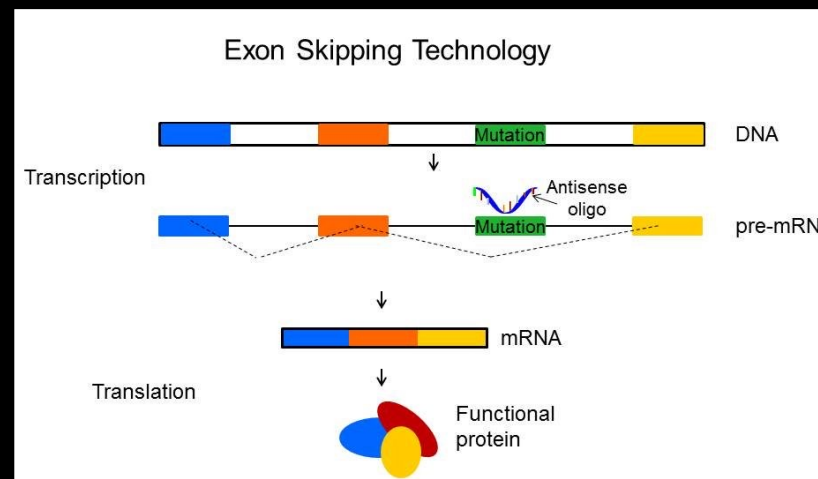 Exon Skipping Technology
Mutation
DNA
Transcription
Antisense
oligo
Mutation
pre-mRN
mRNA
Translation
Functional
protein